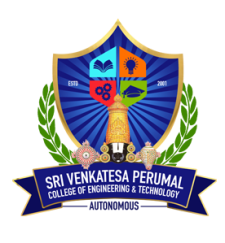 ESTD 2001
SRI VENKATESA PERUMAL
COLLEGE OF ENGINEERING & TECHNOLOGY
AUTONOMOUS